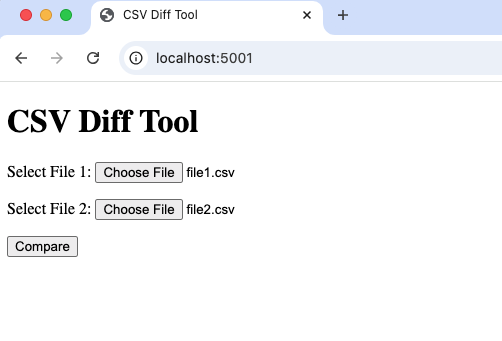 CSV Diff Tool
localhost:5001
CSV Diff Tool
Select File 1: Choose File file1.csv
Select File 2: Choose File file2.csv
Compare